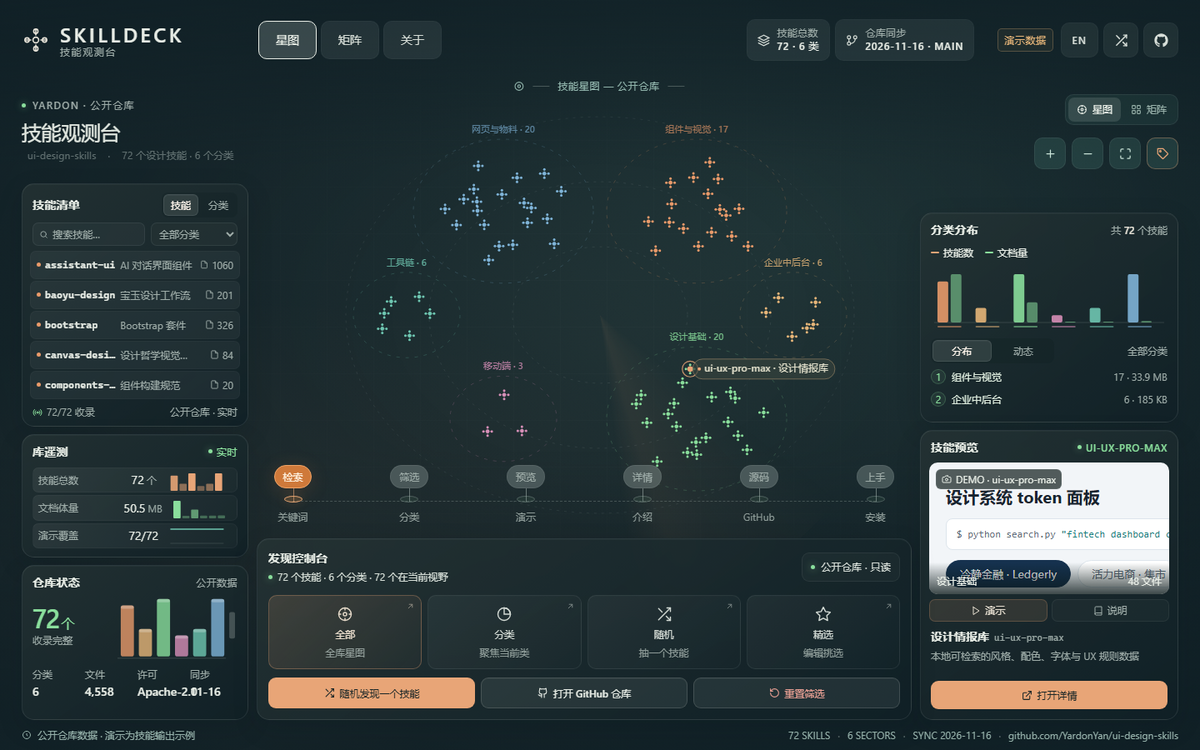 SKILLDECK
技能观测台
星图
矩阵
关于
技能总数
72 · 6 类
仓库同步
2026-11-16 · MAIN
演示数据
EN
技能星图 — 公开仓库
YARDON · 公开仓库
技能观测台
ui-design-skills · 72 个设计技能 · 6 个分类
星图
矩阵
技能清单
技能
分类
搜索技能...
全部分类
assistant-ui AI 对话界面组件 1060
baoyu-design 宝玉设计工作流 201
bootstrap Bootstrap 套件 326
canvas-desi… 设计哲学视觉… 84
components-… 组件构建规范 20
72/72 收录
公开仓库 · 实时
库遥测
实时
技能总数 72 个
文档体量 50.5 MB
演示覆盖 72/72
仓库状态
公开数据
72个
收录完整
分类
文件
许可
同步
6
4,558
Apache-2.0
网页与物料 · 20
组件与视觉 · 17
工具链 · 6
企业中后台 · 6
设计基础 · 20
移动端 · 3
ui-ux-pro-max · 设计情报库
检索
筛选
预览
详情
源码
上手
关键词
分类
演示
介绍
GitHub
安装
发现控制台
72 个技能 · 6 个分类 · 72 个在当前视野
公开仓库 · 只读
全部
全库星图
分类
聚焦当前类
随机
抽一个技能
精选
编辑挑选
随机发现一个技能
打开 GitHub 仓库
重置筛选
分类分布
共 72 个技能
技能数
文档量
分布
动态
全部分类
1 组件与视觉 17 · 33.9 MB
2 企业中后台 6 · 185 KB
技能预览
UI-UX-PRO-MAX
DEMO · ui-ux-pro-max
设计系统 token 面板
$ python search.py "fintech dashboard
冷静金融 · Ledgerly
活力电商 · 集市
设计基础
48 文件
演示
说明
设计情报库 ui-ux-pro-max
本地可检索的风格、配色、字体与 UX 规则数据
打开详情
公开仓库数据 · 演示为技能输出示例
72 SKILLS · 6 SECTORS · SYNC 2026-11-16 · github.com/YardonYan/ui-design-skills